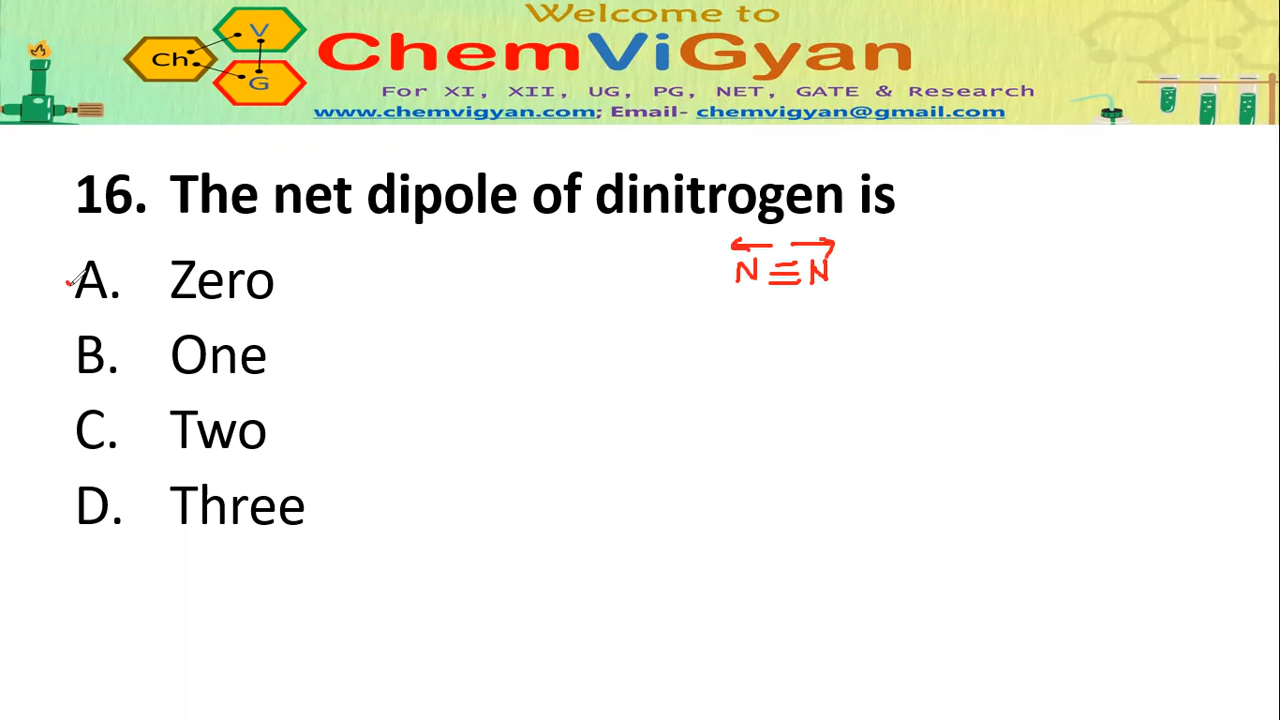 Welcome to
Ch V G ChemViGyan
For XI, XII, UG, PG, NET, GATE & Research
www.chemvigyan.com; Email- chemvigyan@gmail.com
16. The net dipole of dinitrogen is
N≡N
A. Zero
B. One
C. Two
D. Three